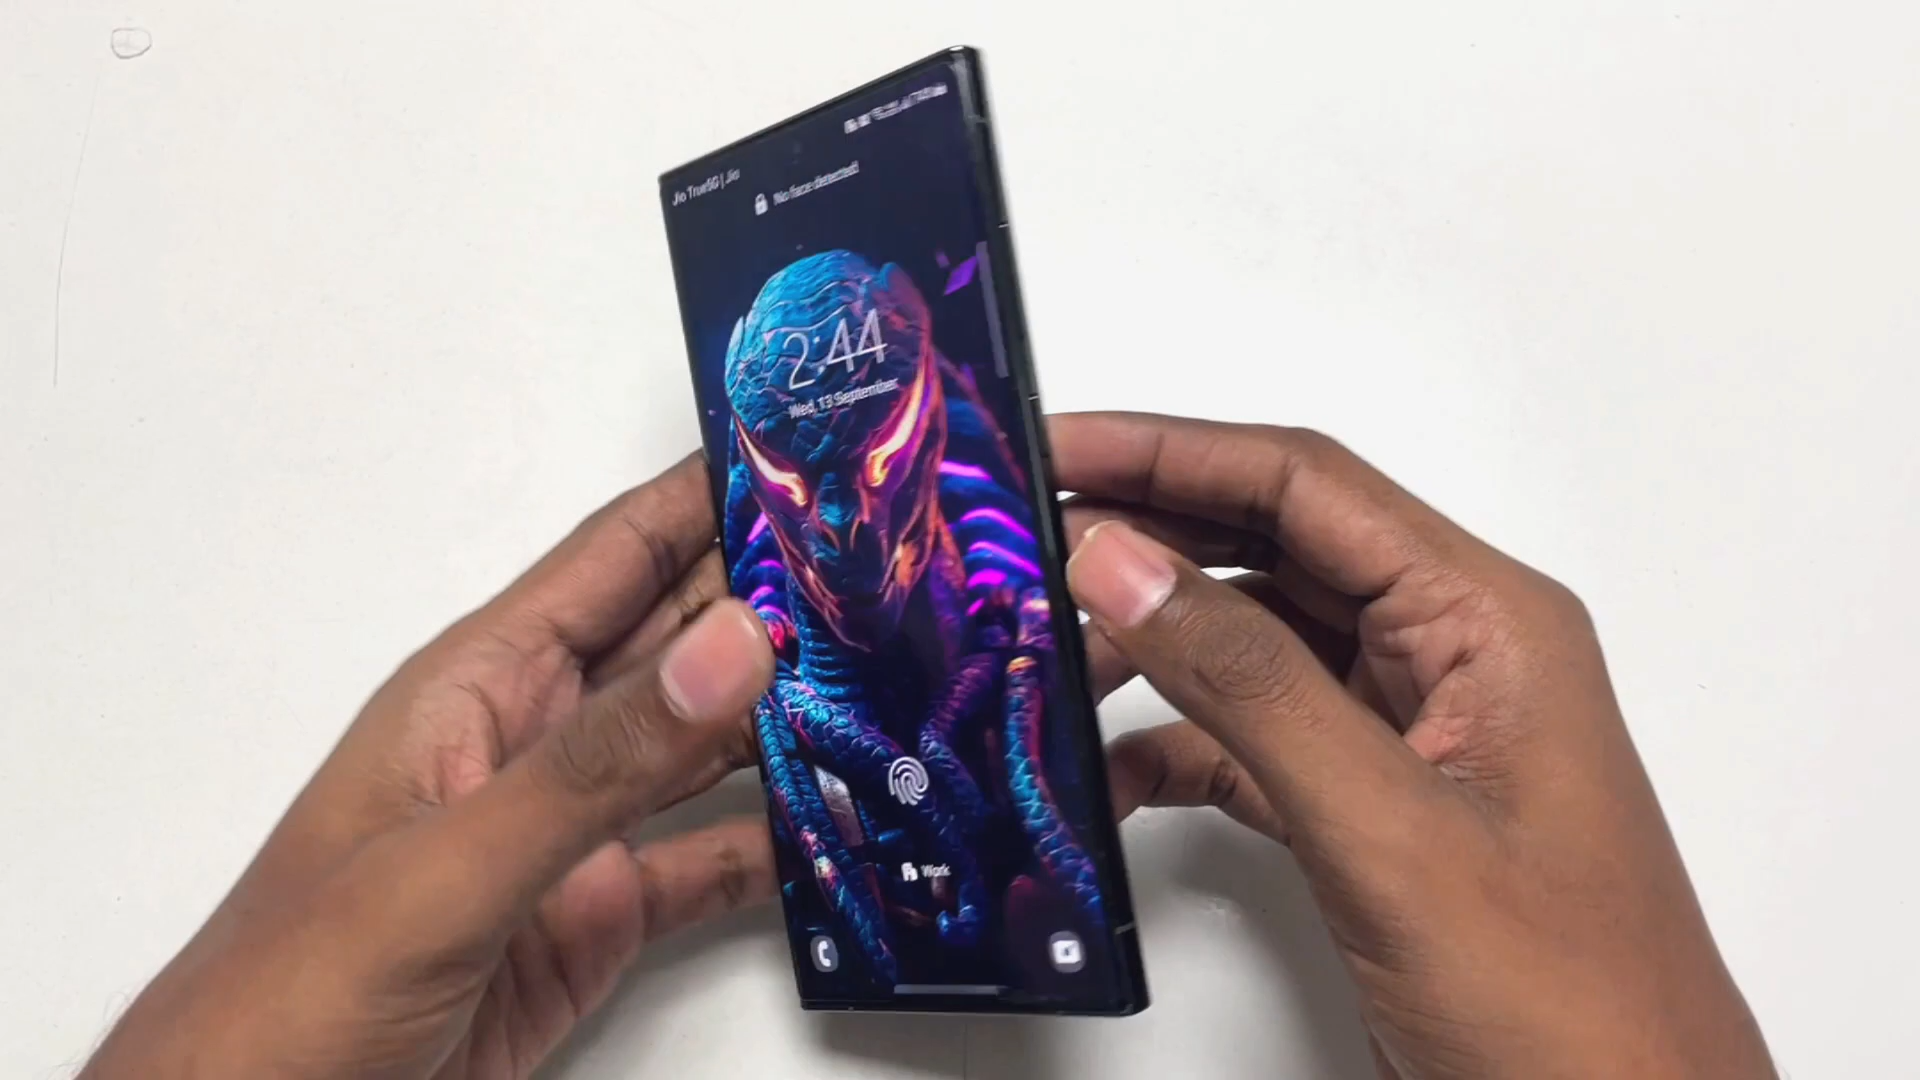 Jio True5G | Jio
No face detected
2:44
Wed, 13 September
Work